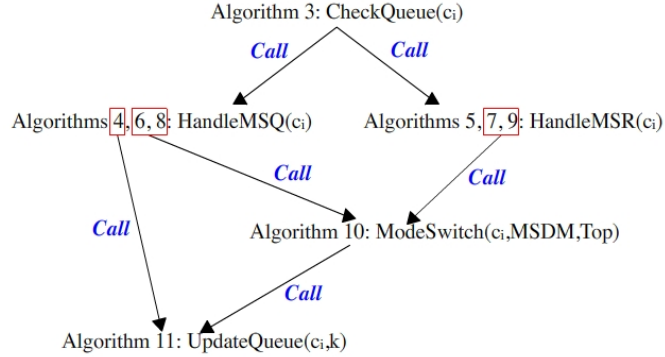 Algorithm 3: CheckQueue(ci)
Call
Call
Algorithms 4, 6, 8: HandleMSQ(ci)
Algorithms 5, 7, 9: HandleMSR(ci)
Call
Call
Call
Algorithm 10: ModeSwitch(ci,MSDM,Top)
Call
Algorithm 11: UpdateQueue(ci,k)